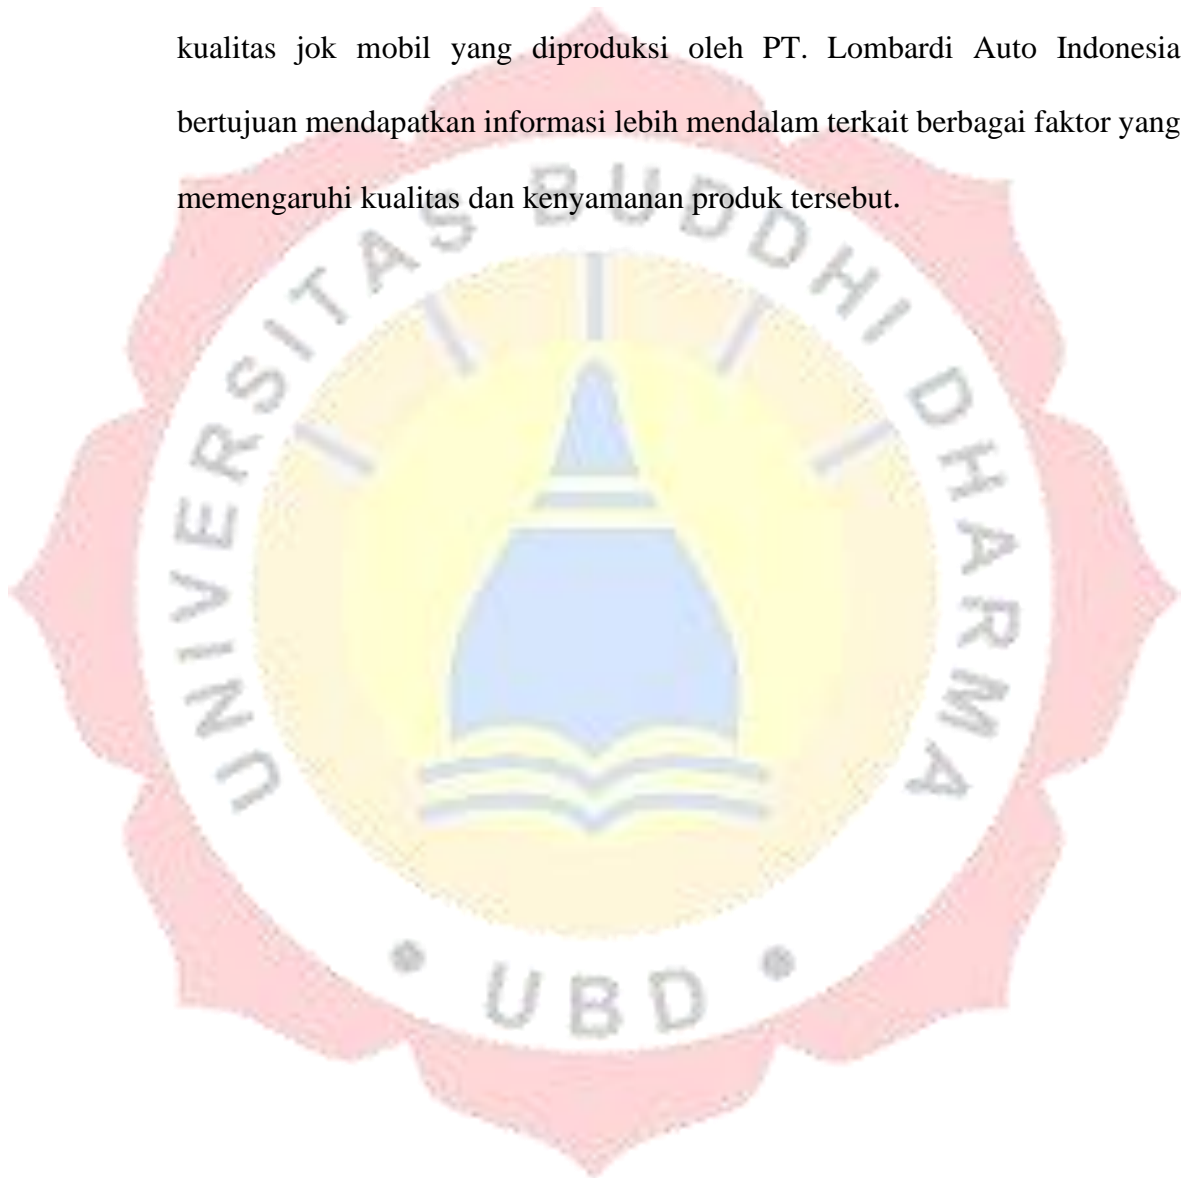 kualitas jok mobil yang diproduksi oleh PT. Lombardi Auto Indonesia
bertujuan mendapatkan informasi lebih mendalam terkait berbagai faktor yang
memengaruhi kualitas dan kenyamanan produk tersebut.
UNIVERSITAS BUDDHI DHARMA
• UBD •